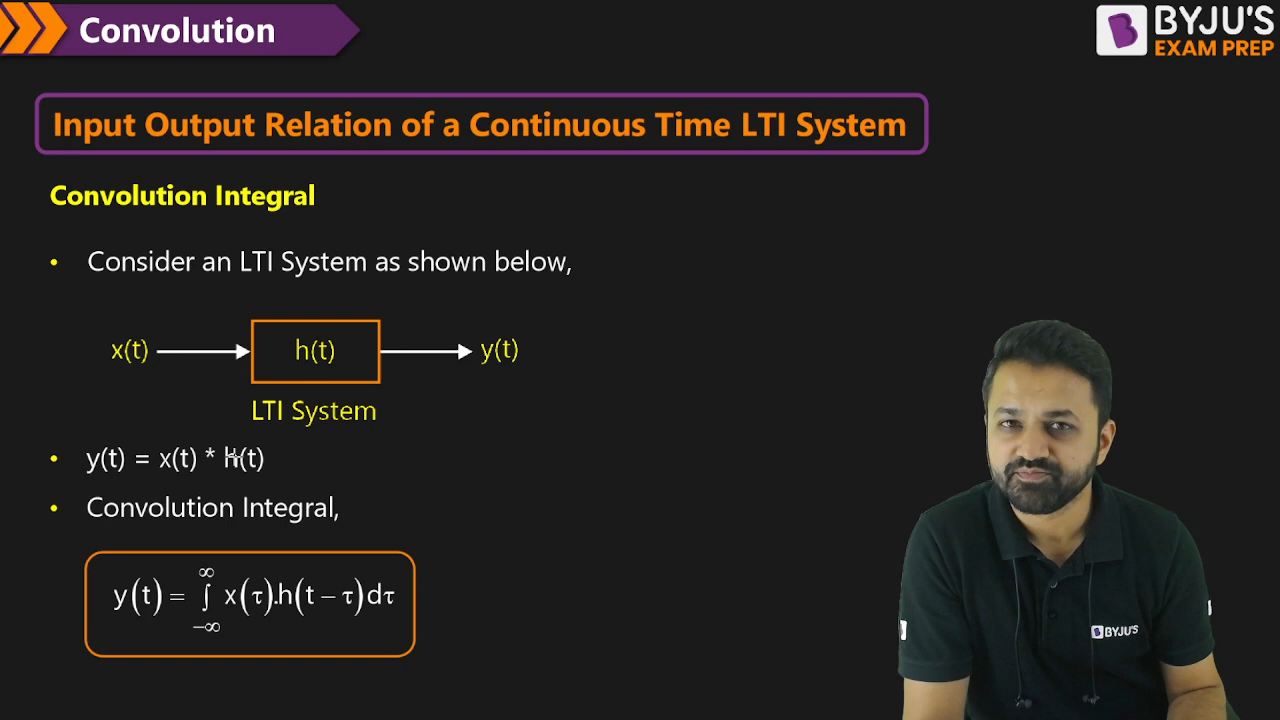 Convolution
BYJU'S
EXAM PREP
Input Output Relation of a Continuous Time LTI System
Convolution Integral
• Consider an LTI System as shown below,
x(t) h(t) y(t)
LTI System
• y(t) = x(t) * h(t)
• Convolution Integral,
y(t) = ∫_{−∞}^{∞} x(τ).h(t − τ)dτ
BYJU'S